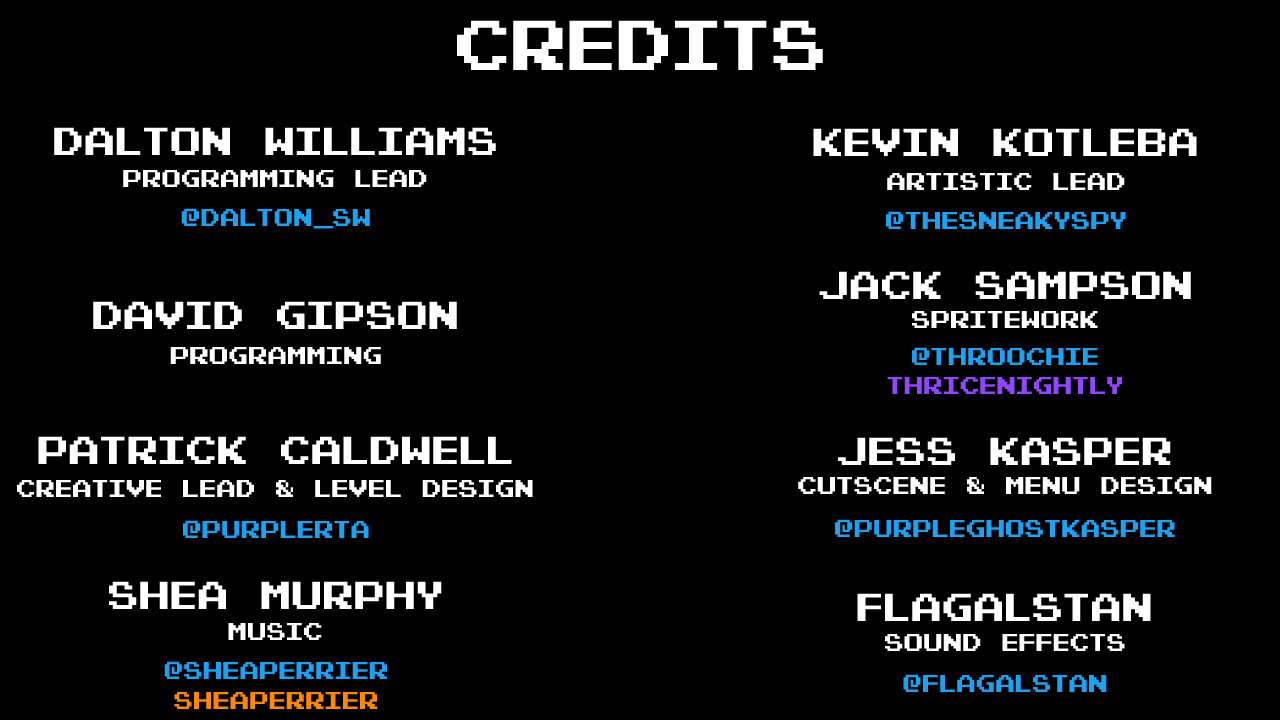 CREDITS
DALTON WILLIAMS
PROGRAMMING LEAD
@DALTON_SW
DAVID GIPSON
PROGRAMMING
PATRICK CALDWELL
CREATIVE LEAD & LEVEL DESIGN
@PURPLERTA
SHEA MURPHY
MUSIC
@SHEAPERRIER
SHEAPERRIER
KEVIN KOTLEBA
ARTISTIC LEAD
@THESNEAKYSPY
JACK SAMPSON
SPRITEWORK
@THROOCHIE
THRICENIGHTLY
JESS KASPER
CUTSCENE & MENU DESIGN
@PURPLEGHOSTKASPER
FLAGALSTAN
SOUND EFFECTS
@FLAGALSTAN